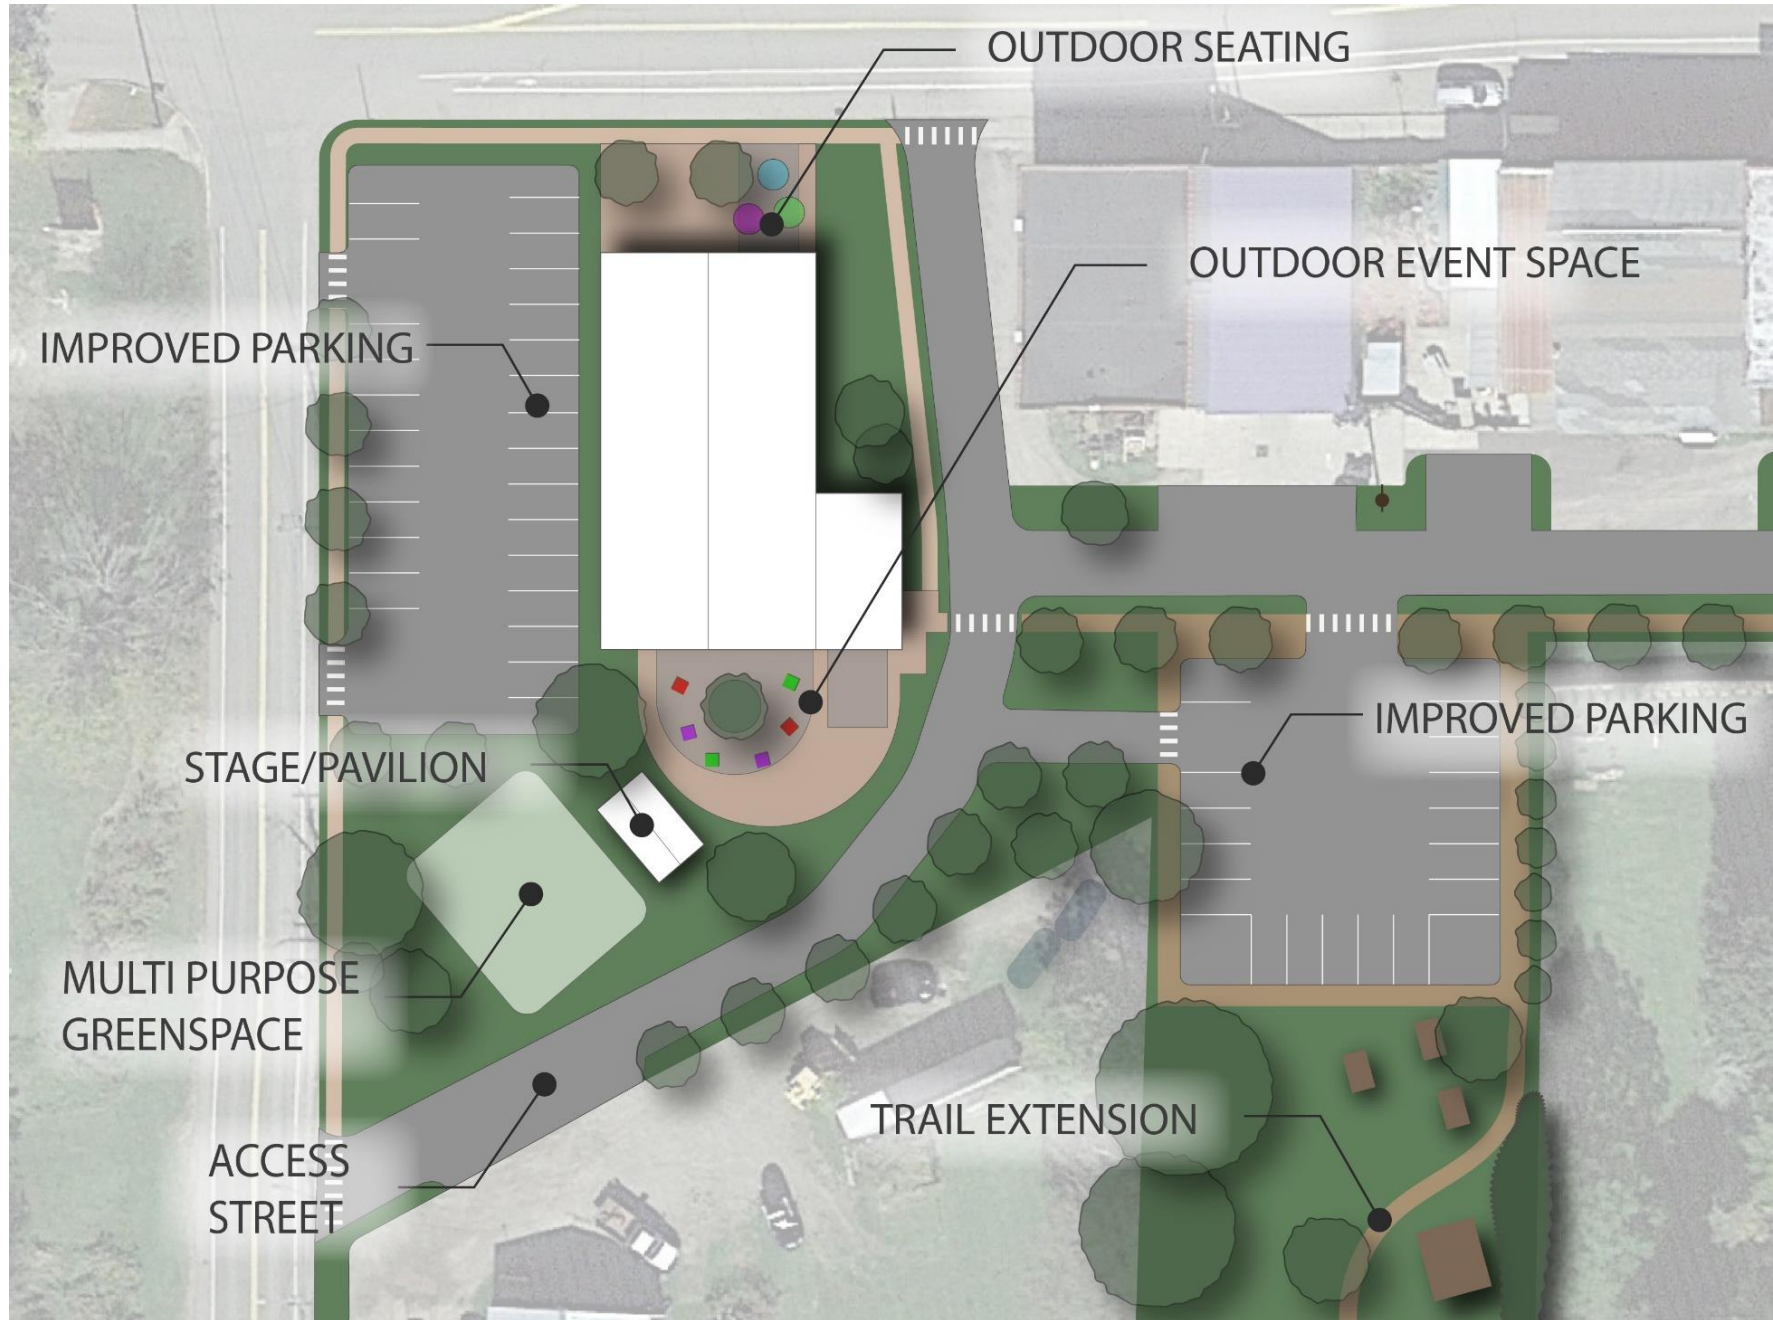 OUTDOOR SEATING
OUTDOOR EVENT SPACE
IMPROVED PARKING
IMPROVED PARKING
STAGE/PAVILION
MULTI PURPOSE
GREENSPACE
TRAIL EXTENSION
ACCESS
STREET